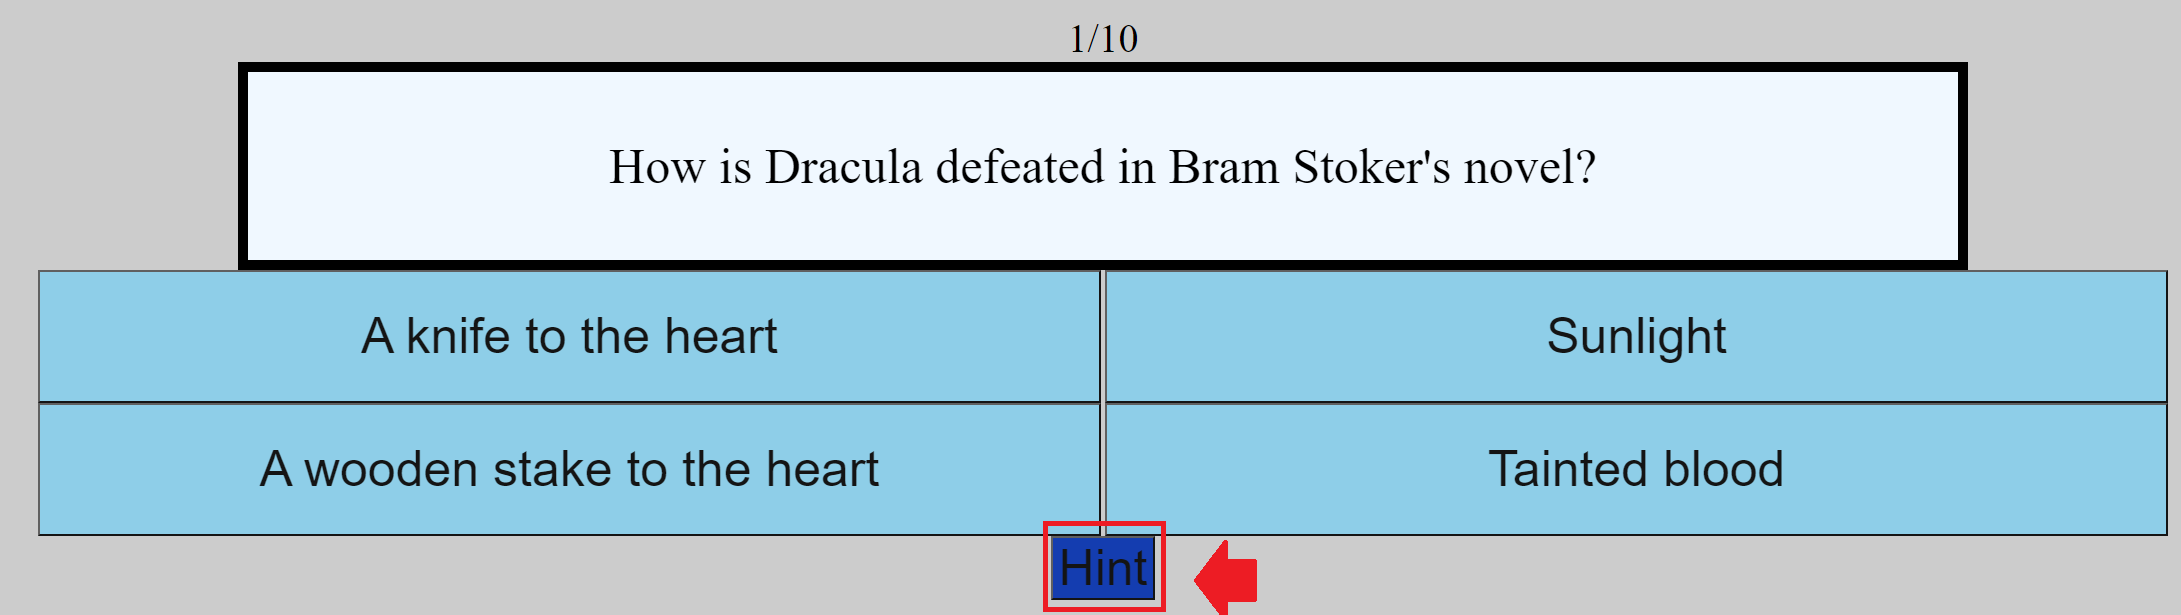 1/10
How is Dracula defeated in Bram Stoker's novel?
A knife to the heart
Sunlight
A wooden stake to the heart
Tainted blood
Hint